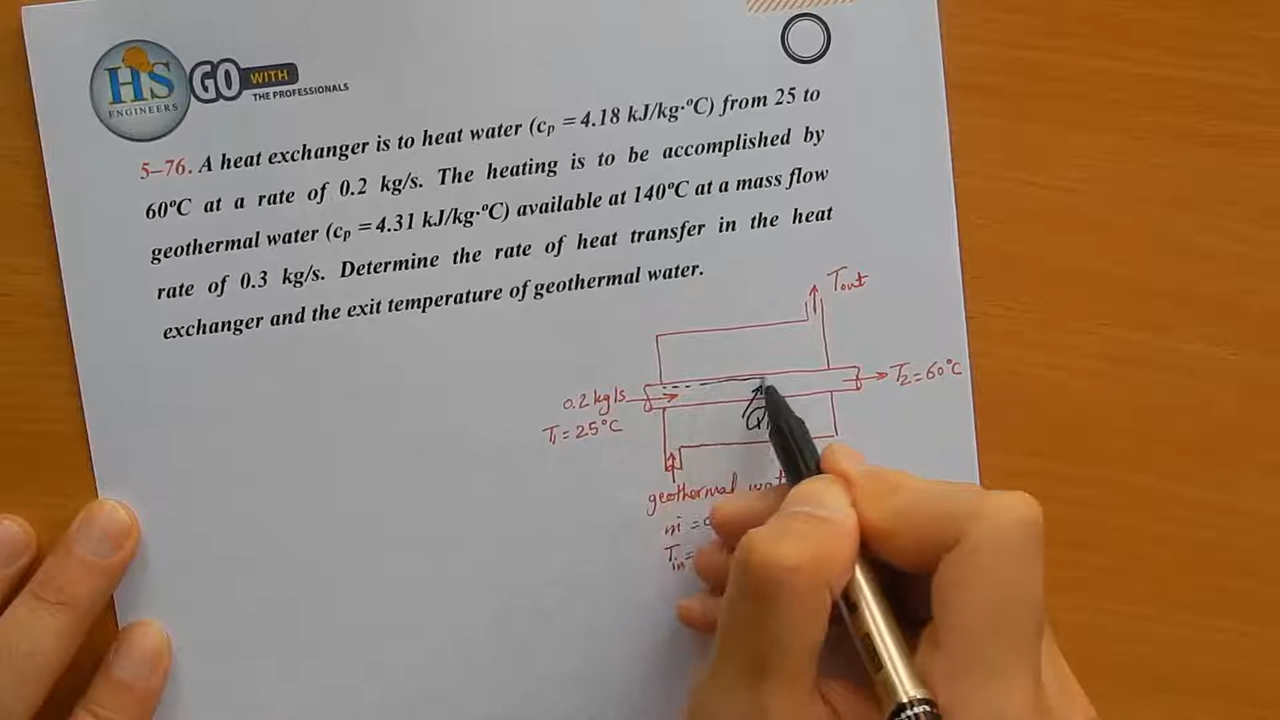 HS
ENGINEERS
GO WITH
THE PROFESSIONALS
5–76. A heat exchanger is to heat water (cp = 4.18 kJ/kg·ºC) from 25 to
60ºC at a rate of 0.2 kg/s. The heating is to be accomplished by
geothermal water (cp = 4.31 kJ/kg·ºC) available at 140ºC at a mass flow
rate of 0.3 kg/s. Determine the rate of heat transfer in the heat
exchanger and the exit temperature of geothermal water.
Tout
T2 = 60°C
0.2 kg/s
T1 = 25°C
geothermal
ṁ =
Tin =